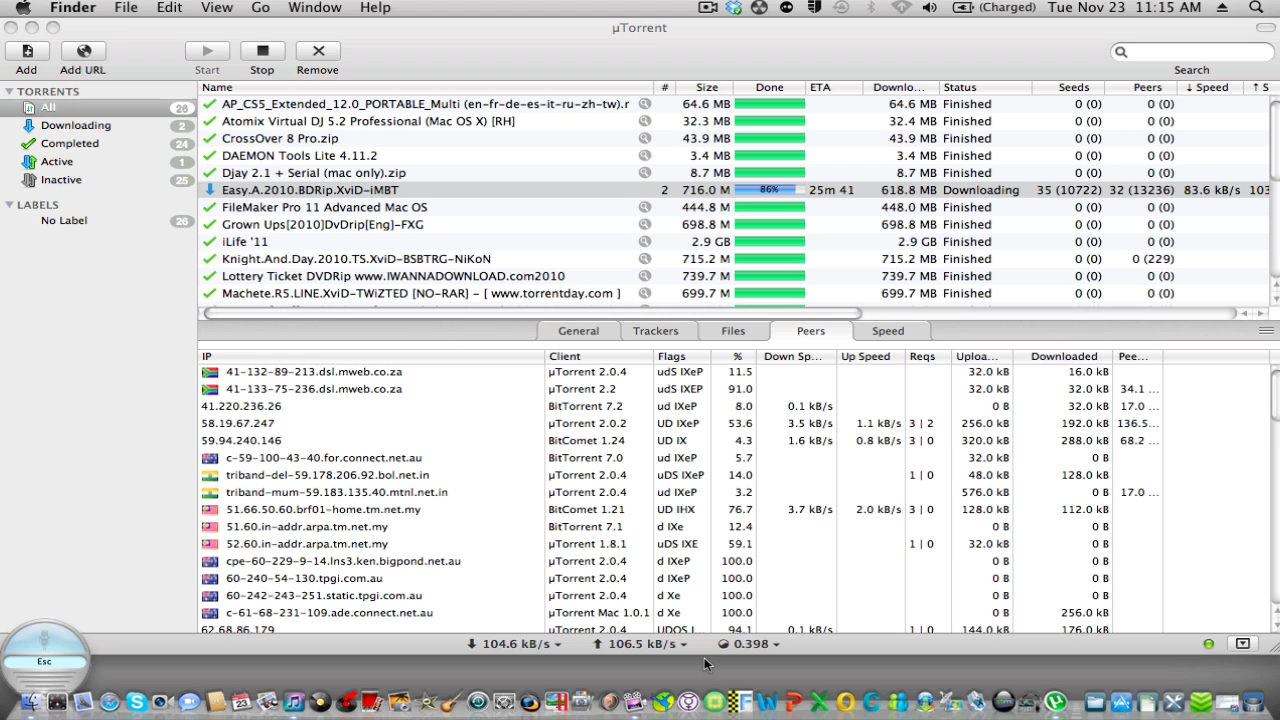 Finder File Edit View Go Window Help (Charged) Tue Nov 23 11:15 AM
µTorrent
Add Add URL Start Stop Remove Search
TORRENTS
All 26
Downloading 2
Completed 24
Active 1
Inactive 25
LABELS
No Label 26
Name # Size Done ETA Downlo... Status Seeds Peers ↓ Speed ↑ S
AP_CS5_Extended_12.0_PORTABLE_Multi (en-fr-de-es-it-ru-zh-tw).r 64.6 MB 64.6 MB Finished 0 (0) 0 (0)
Atomix Virtual DJ 5.2 Professional (Mac OS X) [RH] 32.3 MB 32.4 MB Finished 0 (0) 0 (0)
CrossOver 8 Pro.zip 43.9 MB 43.9 MB Finished 0 (0) 0 (0)
DAEMON Tools Lite 4.11.2 3.4 MB 3.4 MB Finished 0 (0) 0 (0)
Djay 2.1 + Serial (mac only).zip 8.7 MB 8.7 MB Finished 0 (0) 0 (0)
Easy.A.2010.BDRip.XviD-iMBT 2 716.0 M 86% 25m 41 618.8 MB Downloading 35 (10722) 32 (13236) 83.6 kB/s 103
FileMaker Pro 11 Advanced Mac OS 444.8 M 448.0 MB Finished 0 (0) 0 (0)
Grown Ups[2010]DvDrip[Eng]-FXG 698.8 M 698.8 MB Finished 0 (0) 0 (0)
iLife '11 2.9 GB 2.9 GB Finished 0 (0) 0 (0)
Knight.And.Day.2010.TS.XviD-BSBTRG-NiKoN 715.2 M 715.2 MB Finished 0 (0) 0 (229)
Lottery Ticket DVDRip www.IWANNADOWNLOAD.com2010 739.7 M 739.7 MB Finished 0 (0) 0 (0)
Machete.R5.LINE.XviD-TWiZTED [NO-RAR] - [ www.torrentday.com ] 699.7 M 699.7 MB Finished 0 (0) 0 (0)
General Trackers Files Peers Speed
IP Client Flags % Down Sp... Up Speed Reqs Uploa... Downloaded Pee...
41-132-89-213.dsl.mweb.co.za µTorrent 2.0.4 udS IXeP 11.5 32.0 kB 16.0 kB
41-133-75-236.dsl.mweb.co.za µTorrent 2.2 udS IXEP 91.0 32.0 kB 32.0 kB 34.1 ...
41.220.236.26 BitTorrent 7.2 ud IXeP 8.0 0.1 kB/s 0 B 32.0 kB 17.0 ...
58.19.67.247 µTorrent 2.0.2 UD IXeP 53.6 3.5 kB/s 1.1 kB/s 3 | 2 256.0 kB 192.0 kB 136.5...
59.94.240.146 BitComet 1.24 UD IX 4.3 1.6 kB/s 0.8 kB/s 3 | 0 320.0 kB 288.0 kB 68.2 ...
c-59-100-43-40.for.connect.net.au BitTorrent 7.0 ud IXeP 5.7 32.0 kB 0 B
triband-del-59.178.206.92.bol.net.in µTorrent 2.0.4 uDS IXeP 14.0 1 | 0 48.0 kB 128.0 kB
triband-mum-59.183.135.40.mtnl.net.in µTorrent 2.0.4 ud IXeP 3.2 576.0 kB 0 B 17.0 ...
51.66.50.60.brf01-home.tm.net.my BitComet 1.21 UD IHX 76.7 3.7 kB/s 2.0 kB/s 3 | 0 128.0 kB 112.0 kB
51.60.in-addr.arpa.tm.net.my BitTorrent 7.1 d IXe 12.4 0 B 0 B
52.60.in-addr.arpa.tm.net.my µTorrent 1.8.1 uDS IXE 59.1 1 | 0 32.0 kB 0 B
cpe-60-229-9-14.lns3.ken.bigpond.net.au µTorrent 2.0.4 d IXeP 100.0 0 B 0 B
60-240-54-130.tpgi.com.au µTorrent 2.0.4 d IXeP 100.0 0 B 0 B
60-242-243-251.static.tpgi.com.au µTorrent 2.0.4 d Xe 100.0 0 B 0 B
c-61-68-231-109.ade.connect.net.au µTorrent Mac 1.0.1 d Xe 100.0 0 B 256.0 kB
62.68.86.179 µTorrent 2.0.4 94.1 0.1 kB/s 144.0 kB 176.0 kB
104.6 kB/s 106.5 kB/s 0.398
Esc